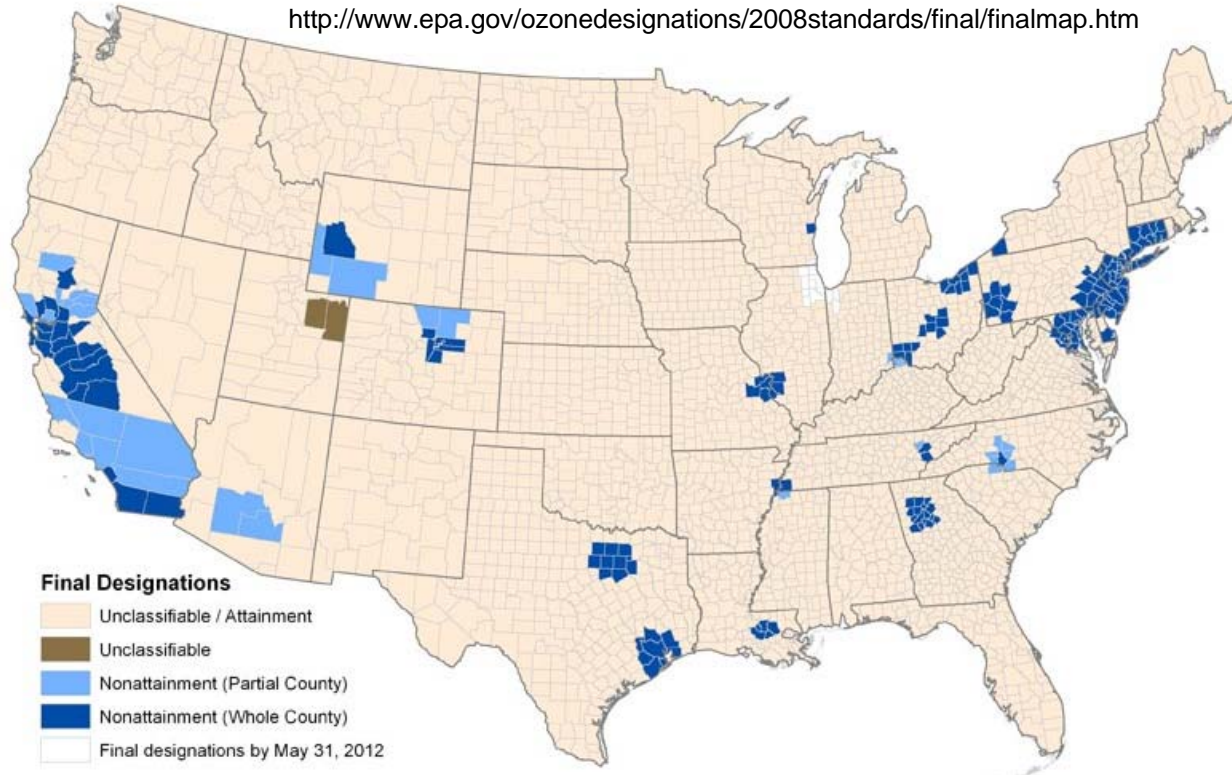 http://www.epa.gov/ozonedesignations/2008standards/final/finalmap.htm
Final Designations
Unclassifiable / Attainment
Unclassifiable
Nonattainment (Partial County)
Nonattainment (Whole County)
Final designations by May 31, 2012